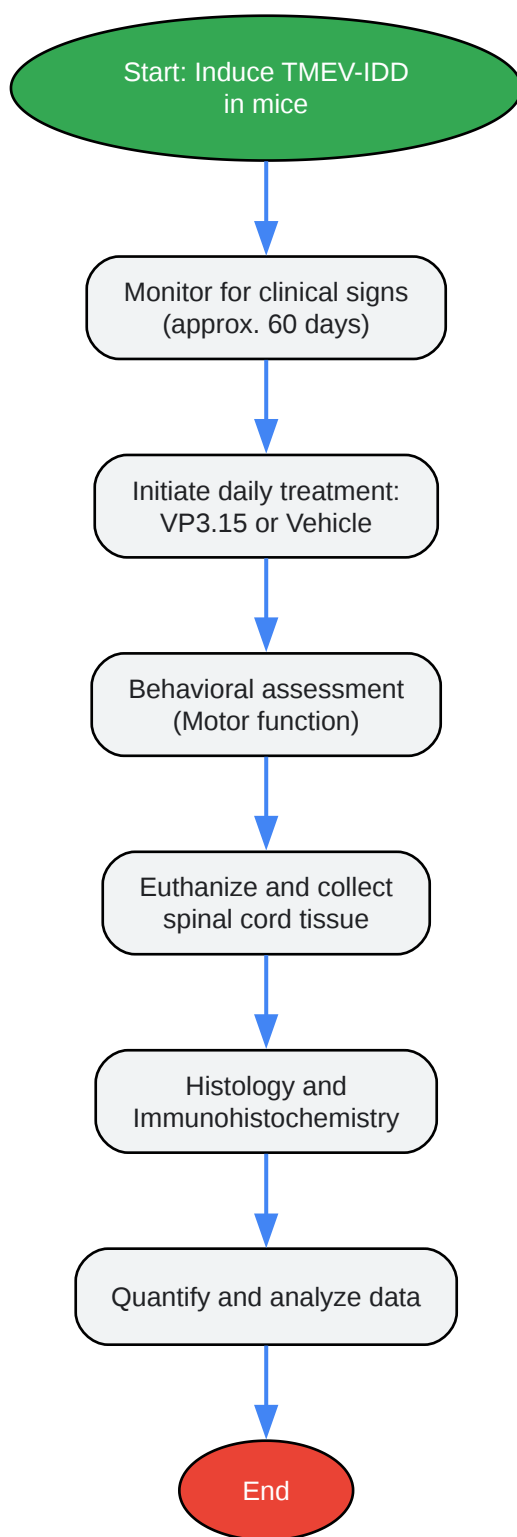 Start: Induce TMEV-IDD
in mice
Monitor for clinical signs
(approx. 60 days)
Initiate daily treatment:
VP3.15 or Vehicle
Behavioral assessment
(Motor function)
Euthanize and collect
spinal cord tissue
Histology and
Immunohistochemistry
Quantify and analyze data
End